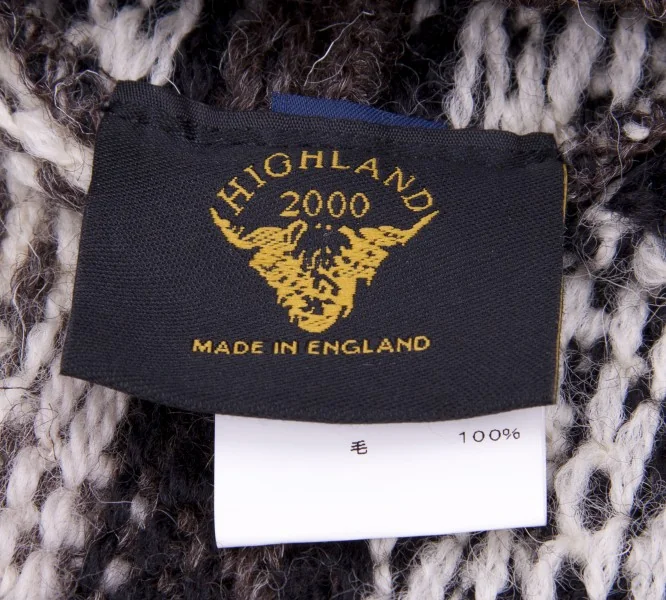 HIGHLAND
2000
MADE IN ENGLAND
毛 100%